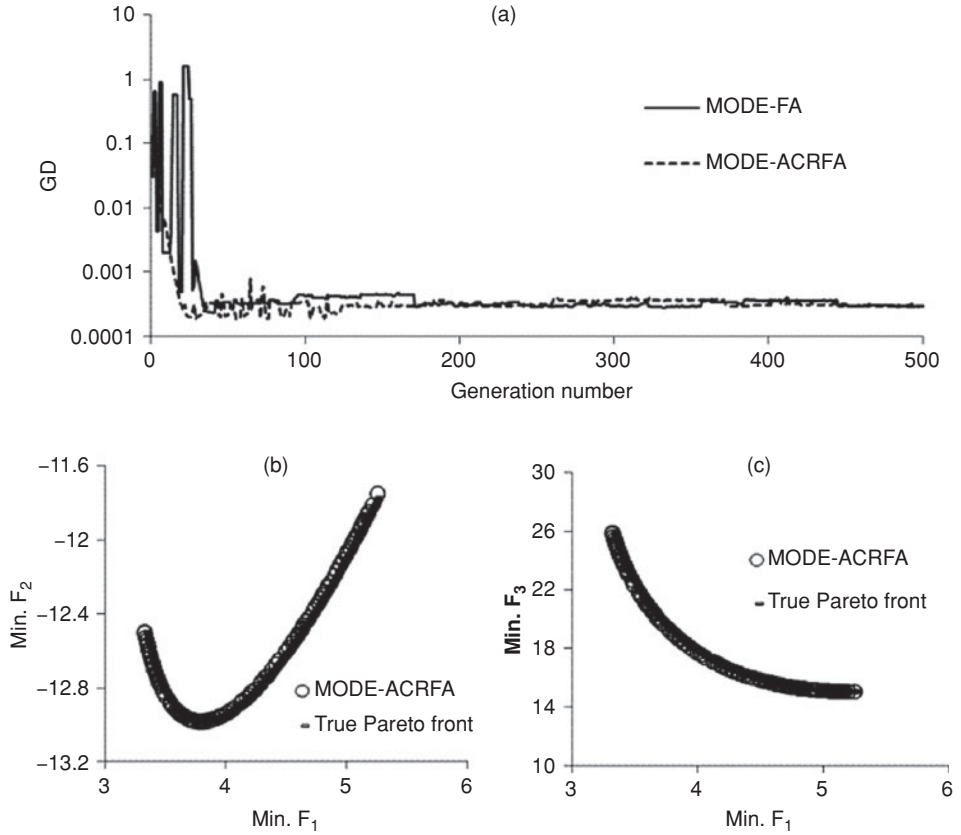 (a)
10
1
0.1
0.01
0.001
0.0001
GD
MODE-FA
MODE-ACRFA
0
100
200
300
400
500
Generation number
(b)
−11.6
−12
−12.4
−12.8
−13.2
Min. F2
MODE-ACRFA
True Pareto front
3
4
5
6
Min. F1
(c)
30
26
22
18
14
10
Min. F3
MODE-ACRFA
True Pareto front
3
4
5
6
Min. F1